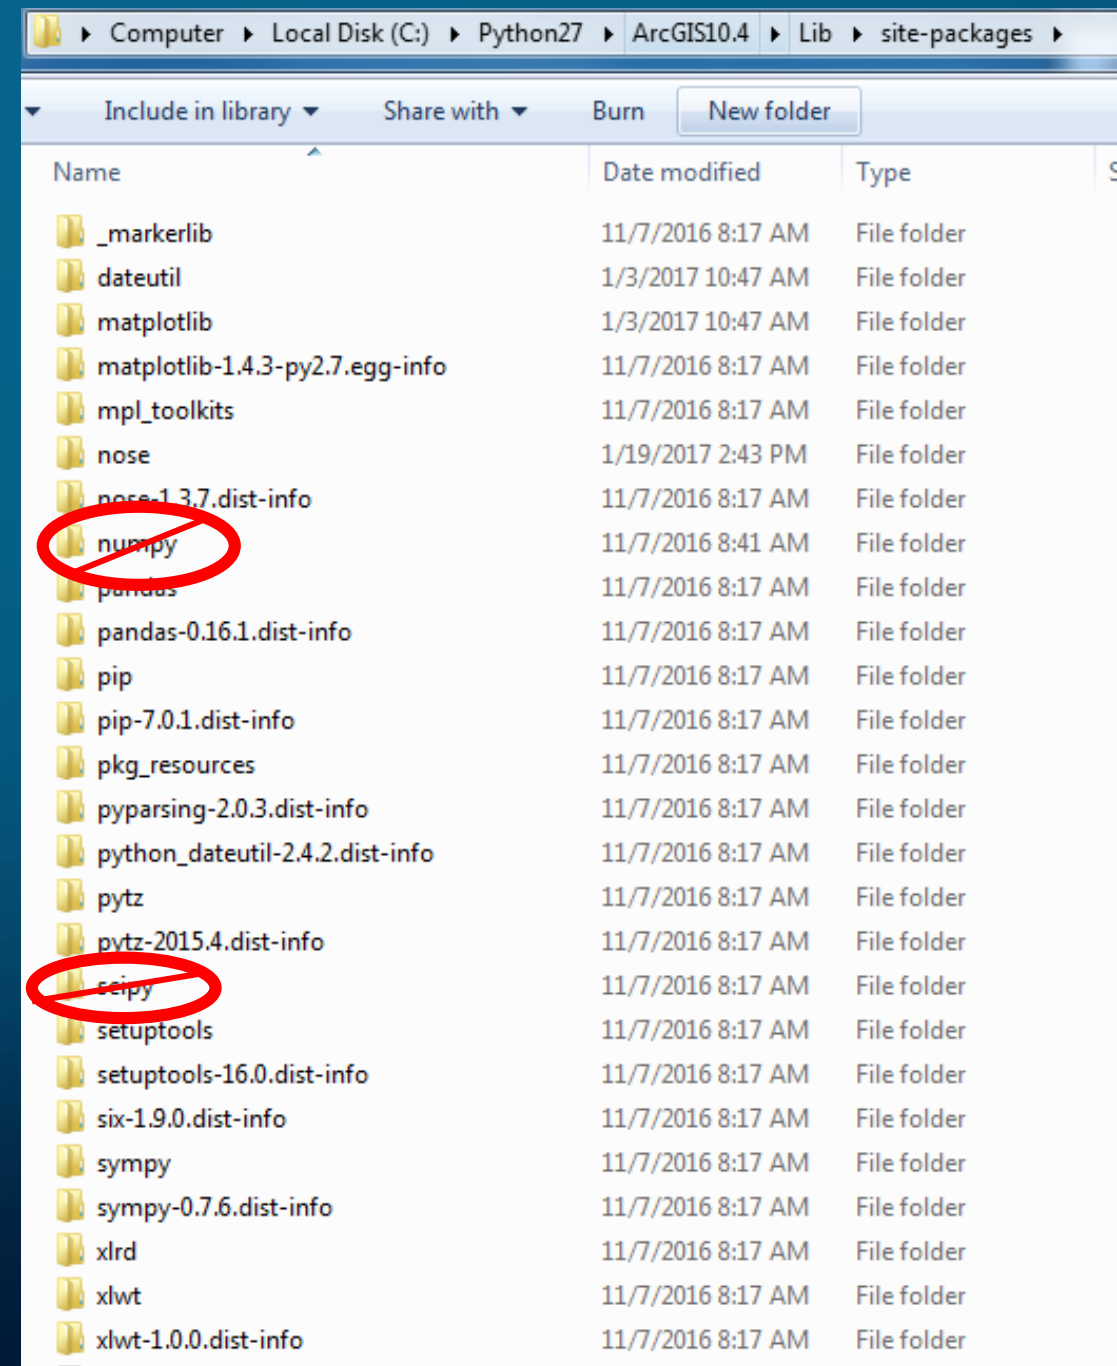 Computer Local Disk (C:) Python27 ArcGIS10.4 Lib site-packages
Include in library Share with Burn New folder
Name Date modified Type
_markerlib 11/7/2016 8:17 AM File folder
dateutil 1/3/2017 10:47 AM File folder
matplotlib 1/3/2017 10:47 AM File folder
matplotlib-1.4.3-py2.7.egg-info 11/7/2016 8:17 AM File folder
mpl_toolkits 11/7/2016 8:17 AM File folder
nose 1/19/2017 2:43 PM File folder
nose-1.3.7.dist-info 11/7/2016 8:17 AM File folder
numpy 11/7/2016 8:41 AM File folder
pandas 11/7/2016 8:17 AM File folder
pandas-0.16.1.dist-info 11/7/2016 8:17 AM File folder
pip 11/7/2016 8:17 AM File folder
pip-7.0.1.dist-info 11/7/2016 8:17 AM File folder
pkg_resources 11/7/2016 8:17 AM File folder
pyparsing-2.0.3.dist-info 11/7/2016 8:17 AM File folder
python_dateutil-2.4.2.dist-info 11/7/2016 8:17 AM File folder
pytz 11/7/2016 8:17 AM File folder
pytz-2015.4.dist-info 11/7/2016 8:17 AM File folder
scipy 11/7/2016 8:17 AM File folder
setuptools 11/7/2016 8:17 AM File folder
setuptools-16.0.dist-info 11/7/2016 8:17 AM File folder
six-1.9.0.dist-info 11/7/2016 8:17 AM File folder
sympy 11/7/2016 8:17 AM File folder
sympy-0.7.6.dist-info 11/7/2016 8:17 AM File folder
xlrd 11/7/2016 8:17 AM File folder
xlwt 11/7/2016 8:17 AM File folder
xlwt-1.0.0.dist-info 11/7/2016 8:17 AM File folder